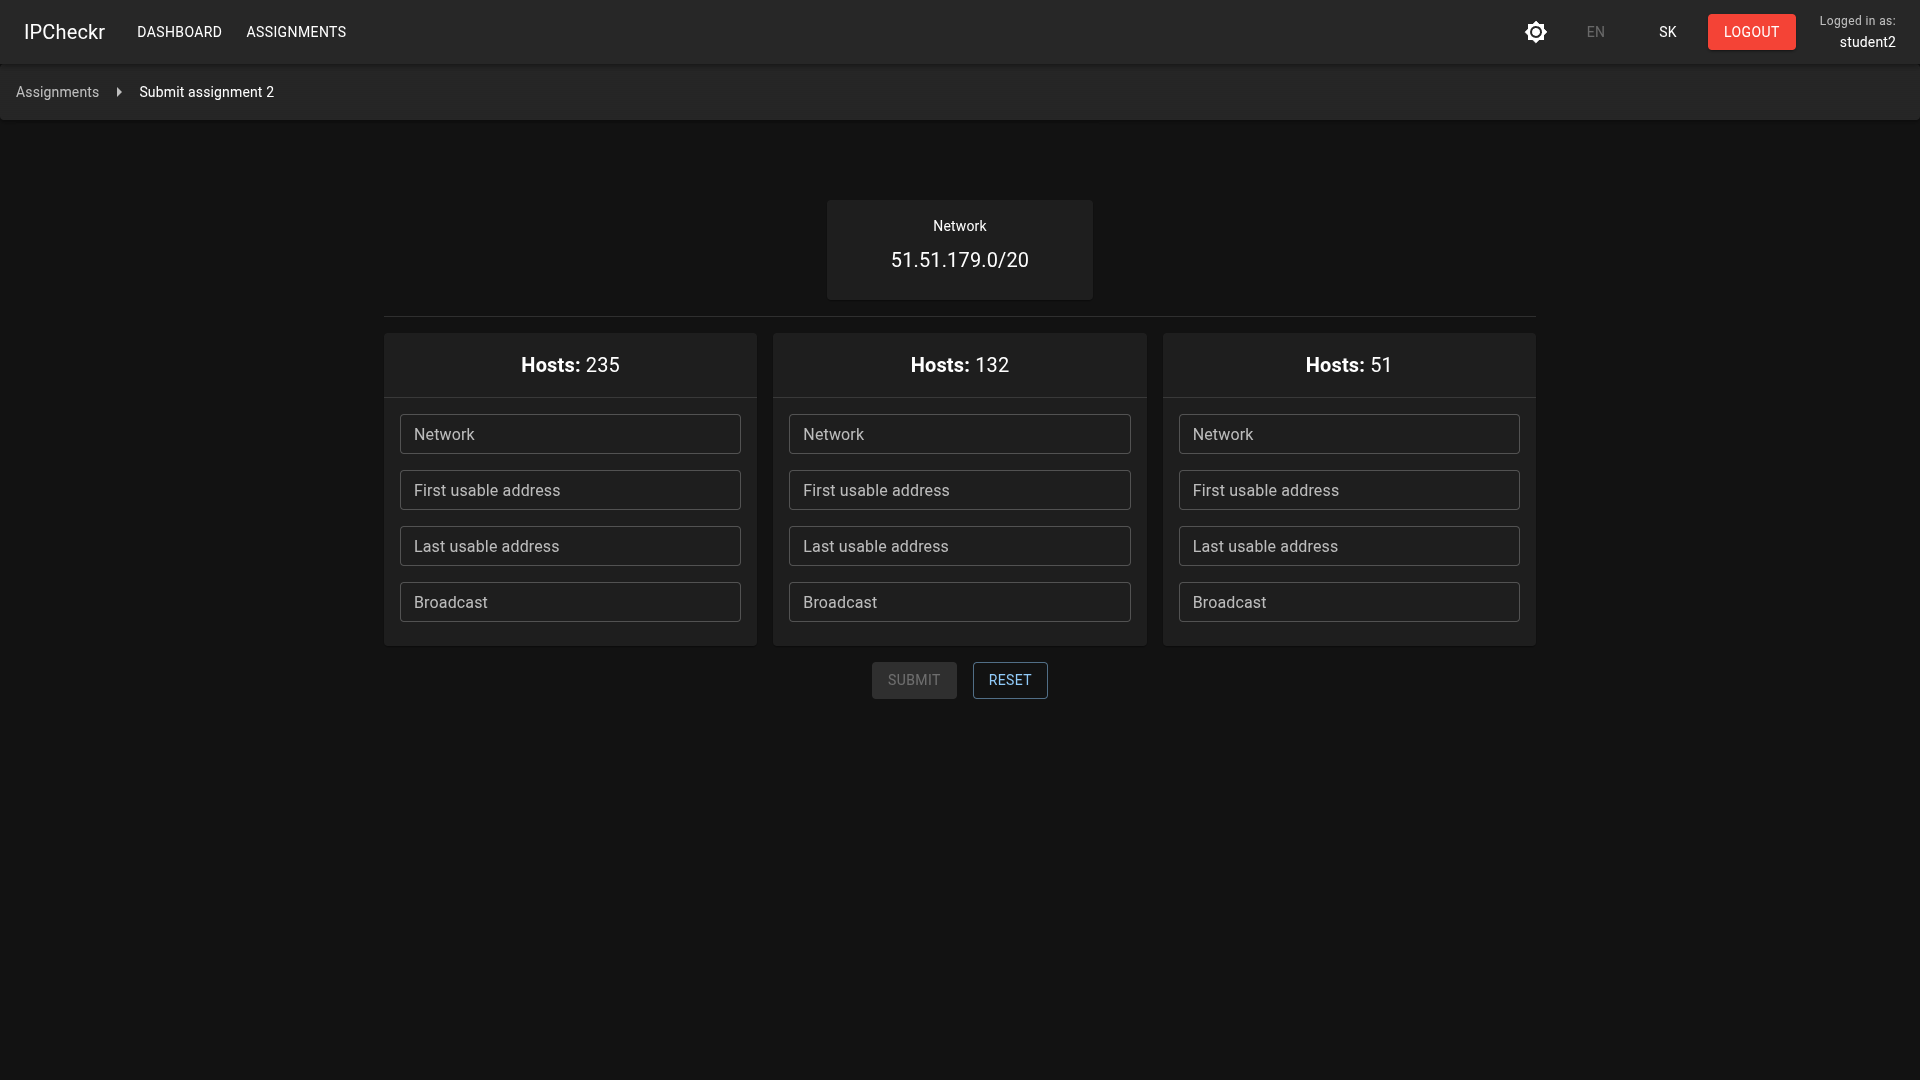 IPCheckr
DASHBOARD
ASSIGNMENTS
EN
SK
LOGOUT
Logged in as:
student2
Assignments
Submit assignment 2
Network
51.51.179.0/20
Hosts: 235
Network
First usable address
Last usable address
Broadcast
Hosts: 132
Network
First usable address
Last usable address
Broadcast
Hosts: 51
Network
First usable address
Last usable address
Broadcast
SUBMIT
RESET